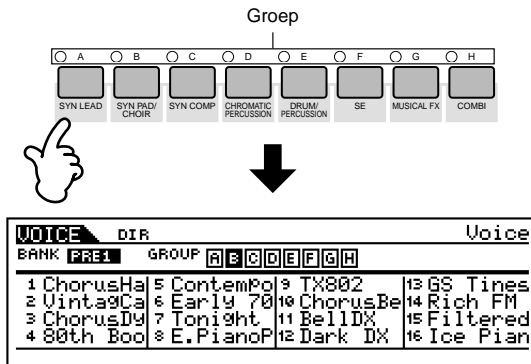 Groep
A B C D E F G H
SYN LEAD SYN PAD/ CHOIR SYN COMP CHROMATIC PERCUSSION DRUM/ PERCUSSION SE MUSICAL FX COMBI
VOICE DIR Voice
BANK PRE1 GROUP A B C D E F G H
1 ChorusHa 5 Contempo 9 TX802 13 GS Tines
2 VintagCa 6 Early 70 10 ChorusBe 14 Rich FM
3 ChorusDy 7 Tonight 11 BellDX 15 Filtered
4 80th Boo 8 E.PianoP 12 Dark DX 16 Ice Pian